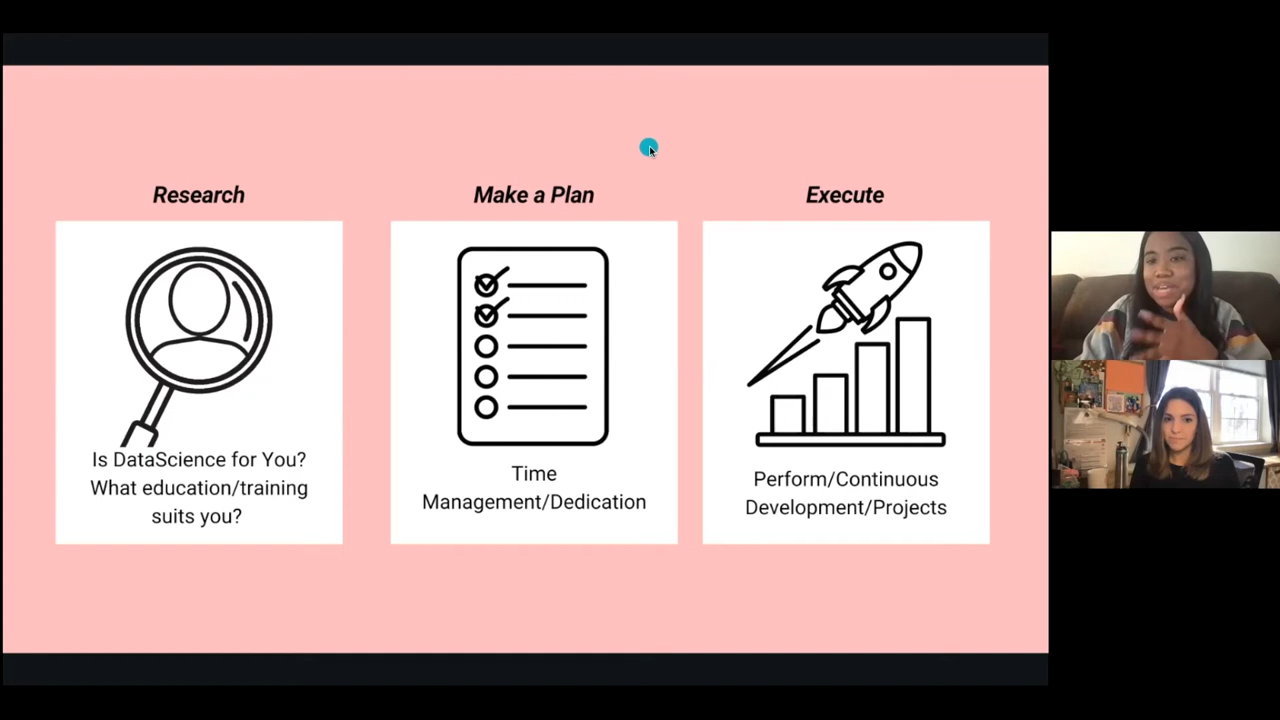 Research
Make a Plan
Execute
Is DataScience for You?
What education/training
suits you?
Time
Management/Dedication
Perform/Continuous
Development/Projects